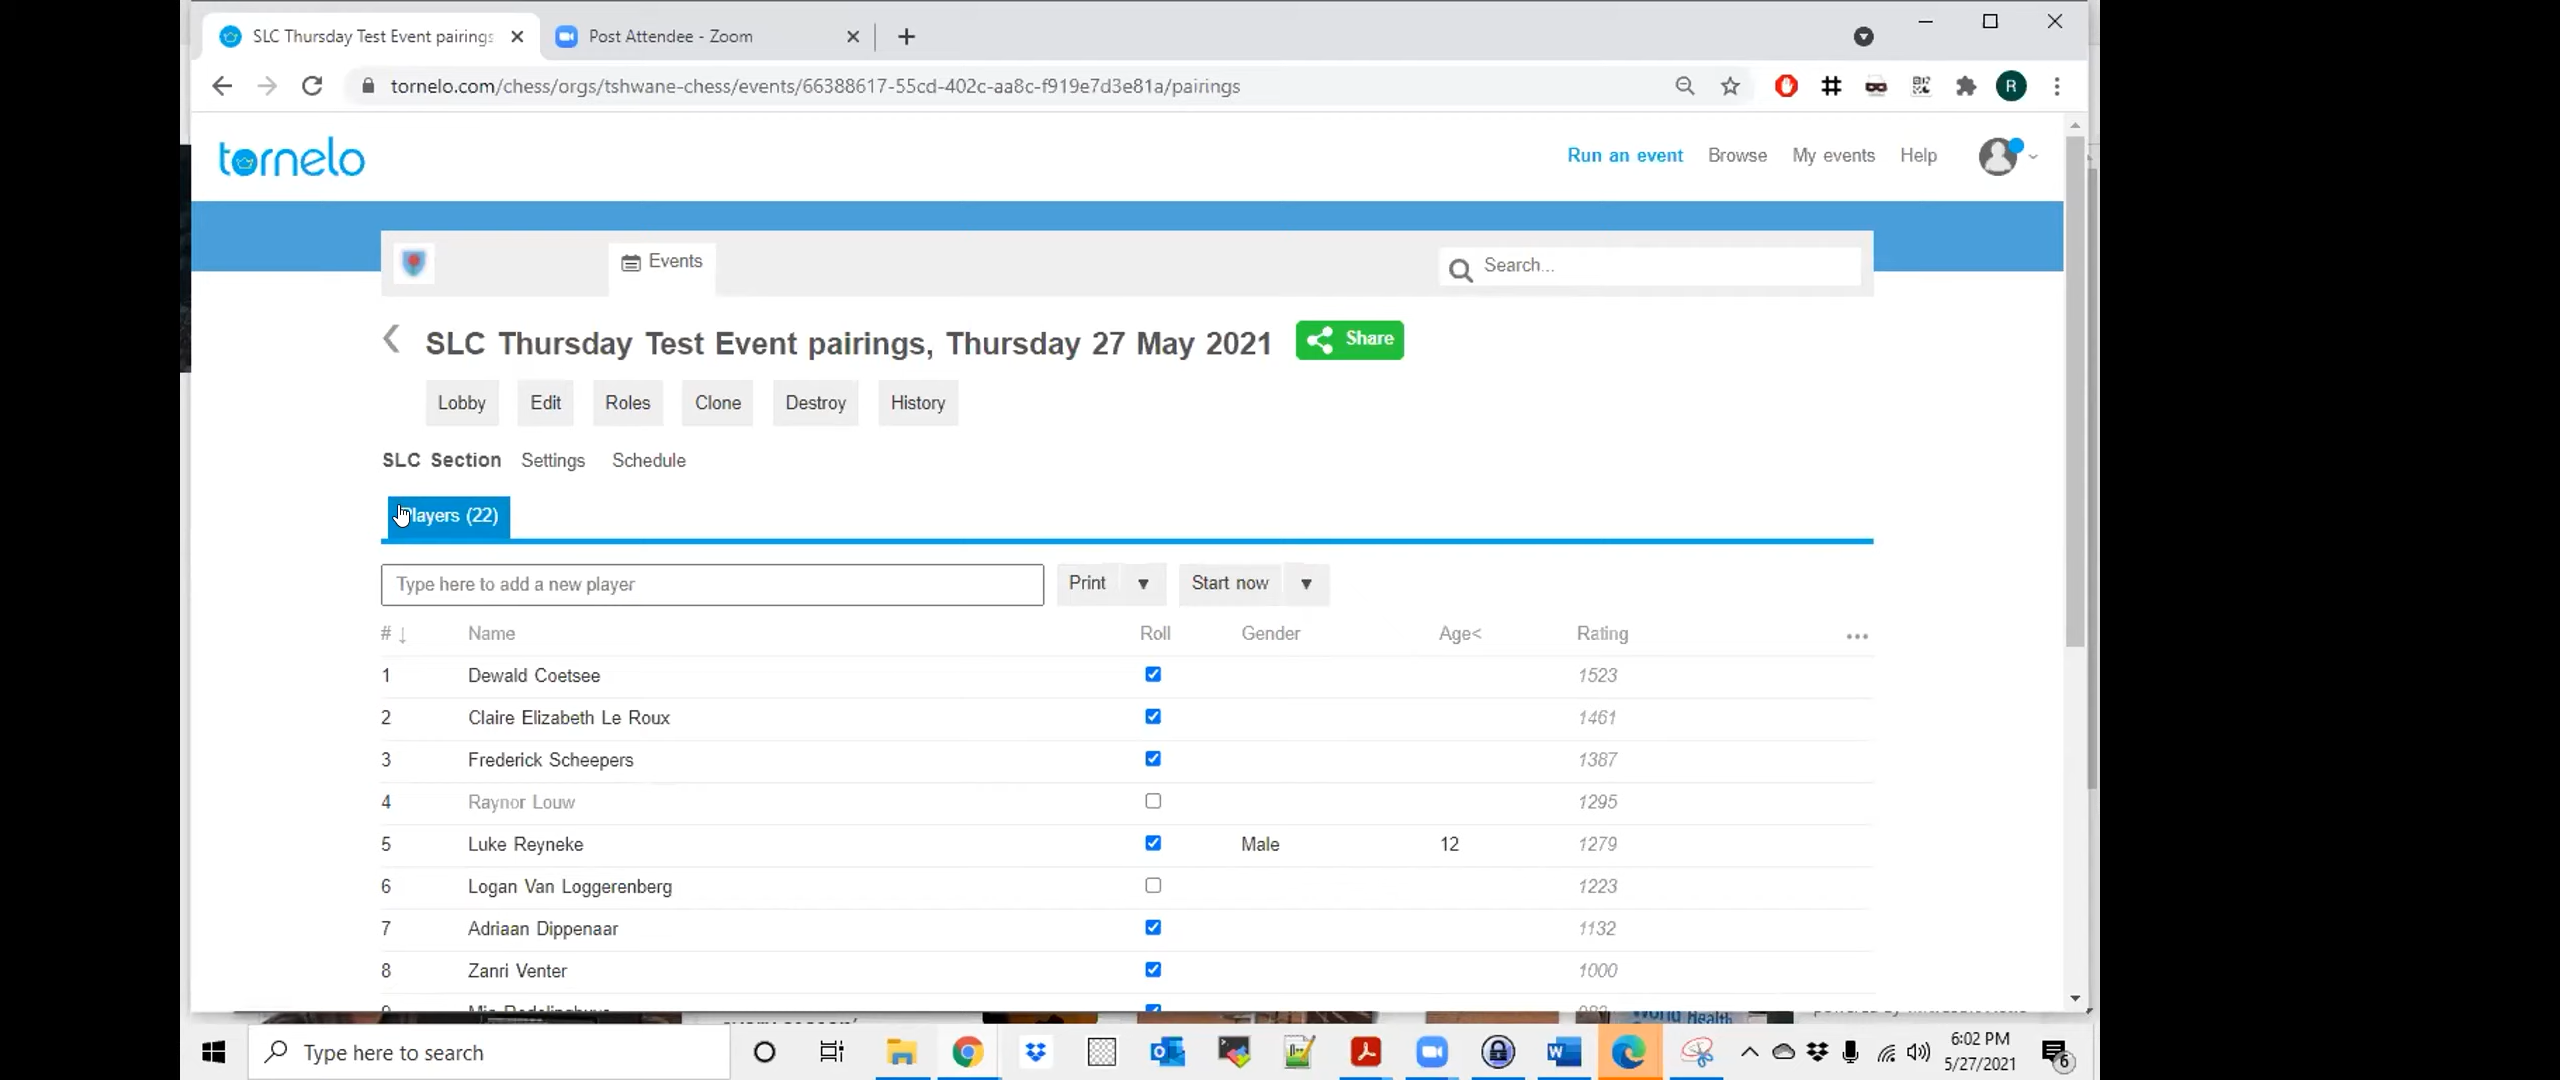 SLC Thursday Test Event pairings
Post Attendee - Zoom
tornelo.com/chess/orgs/tshwane-chess/events/66388617-55cd-402c-aa8c-f919e7d3e81a/pairings
R
tornelo
Run an event Browse My events Help
Events
Search...
SLC Thursday Test Event pairings, Thursday 27 May 2021 Share
Lobby Edit Roles Clone Destroy History
SLC Section Settings Schedule
Players (22)
Type here to add a new player Print Start now
# Name Roll Gender Age< Rating
1 Dewald Coetsee 1523
2 Claire Elizabeth Le Roux 1461
3 Frederick Scheepers 1387
4 Raynor Louw 1295
5 Luke Reyneke Male 12 1279
6 Logan Van Loggerenberg 1223
7 Adriaan Dippenaar 1132
8 Zanri Venter 1000
World Health
Type here to search
6:02 PM
5/27/2021
6